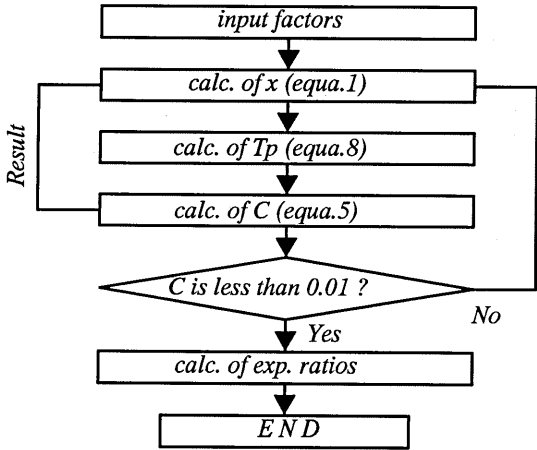 input factors
calc. of x (equa.1)
Result
calc. of Tp (equa.8)
calc. of C (equa.5)
C is less than 0.01 ?
No
Yes
calc. of exp. ratios
E N D